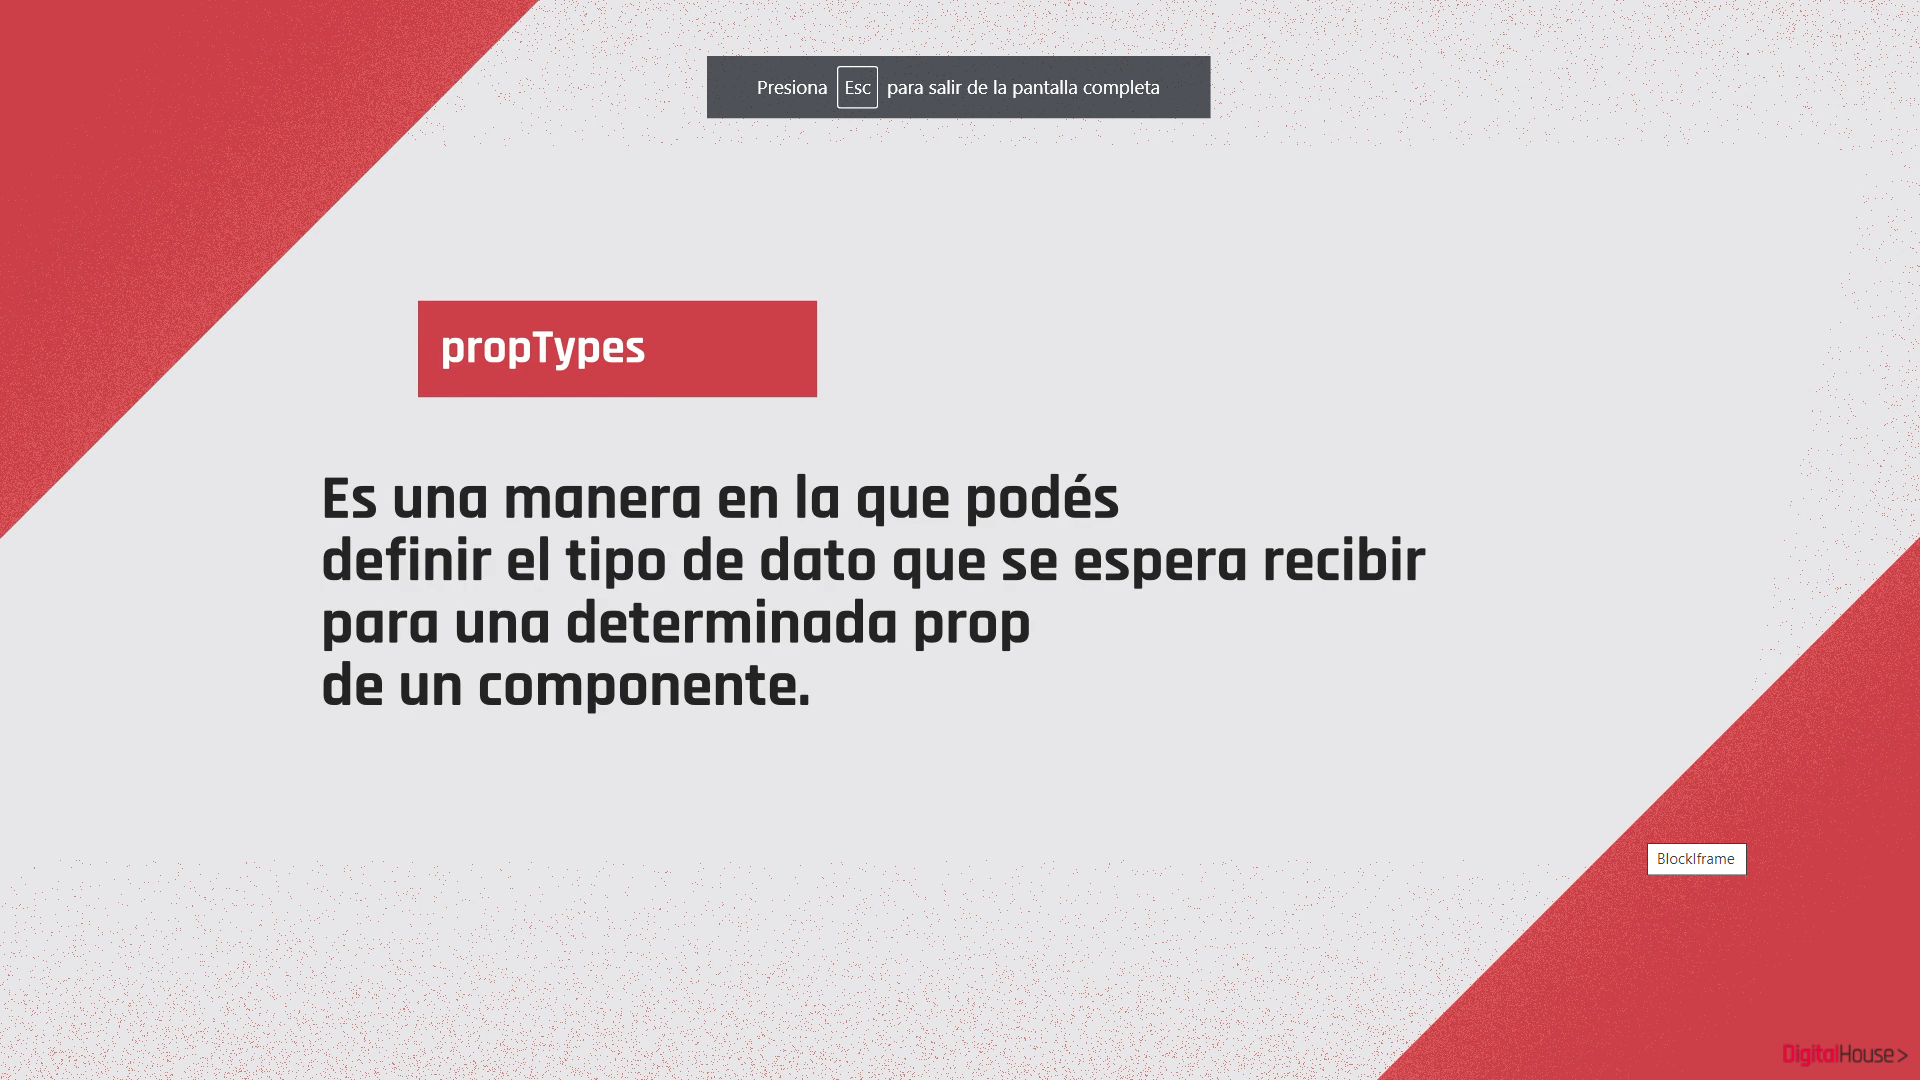 Presiona Esc para salir de la pantalla completa
propTypes
Es una manera en la que podés
definir el tipo de dato que se espera recibir
para una determinada prop
de un componente.
BlockIframe
DigitalHouse>